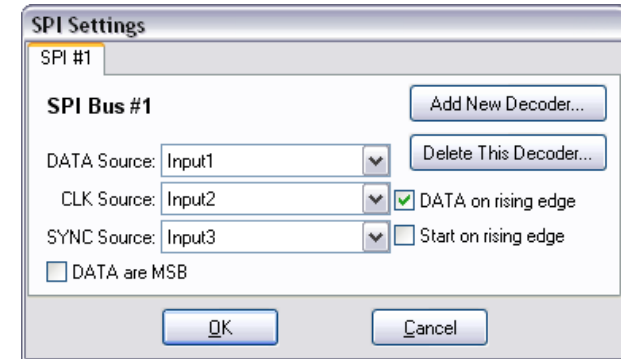 SPI Settings
SPI #1
SPI Bus #1
Add New Decoder...
DATA Source: Input1
Delete This Decoder...
CLK Source: Input2
DATA on rising edge
SYNC Source: Input3
Start on rising edge
DATA are MSB
OK
Cancel